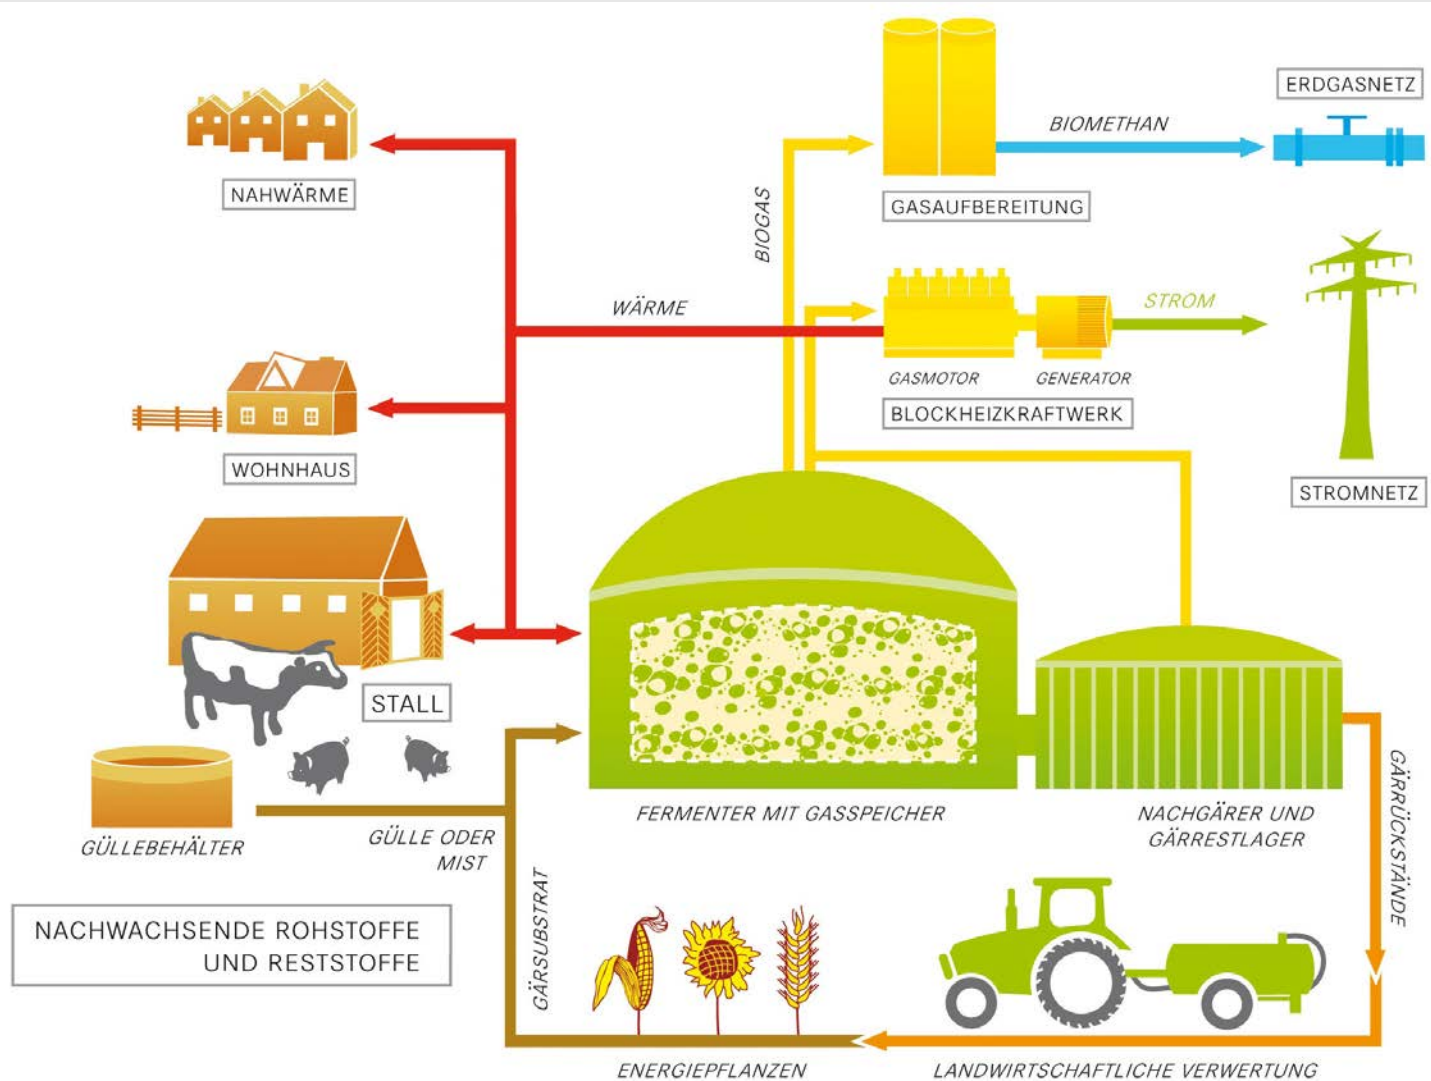 ERDGASNETZ
BIOMETHAN
NAHWÄRME
BIOGAS
GASAUFBEREITUNG
WÄRME
STROM
GASMOTOR
GENERATOR
BLOCKHEIZKRAFTWERK
WOHNHAUS
STROMNETZ
STALL
FERMENTER MIT GASSPEICHER
NACHGÄRER UND
GÄRRESTLAGER
GÄRRÜCKSTÄNDE
GÜLLEBEHÄLTER
GÜLLE ODER
MIST
GÄRSUBSTRAT
NACHWACHSENDE ROHSTOFFE
UND RESTSTOFFE
ENERGIEPFLANZEN
LANDWIRTSCHAFTLICHE VERWERTUNG